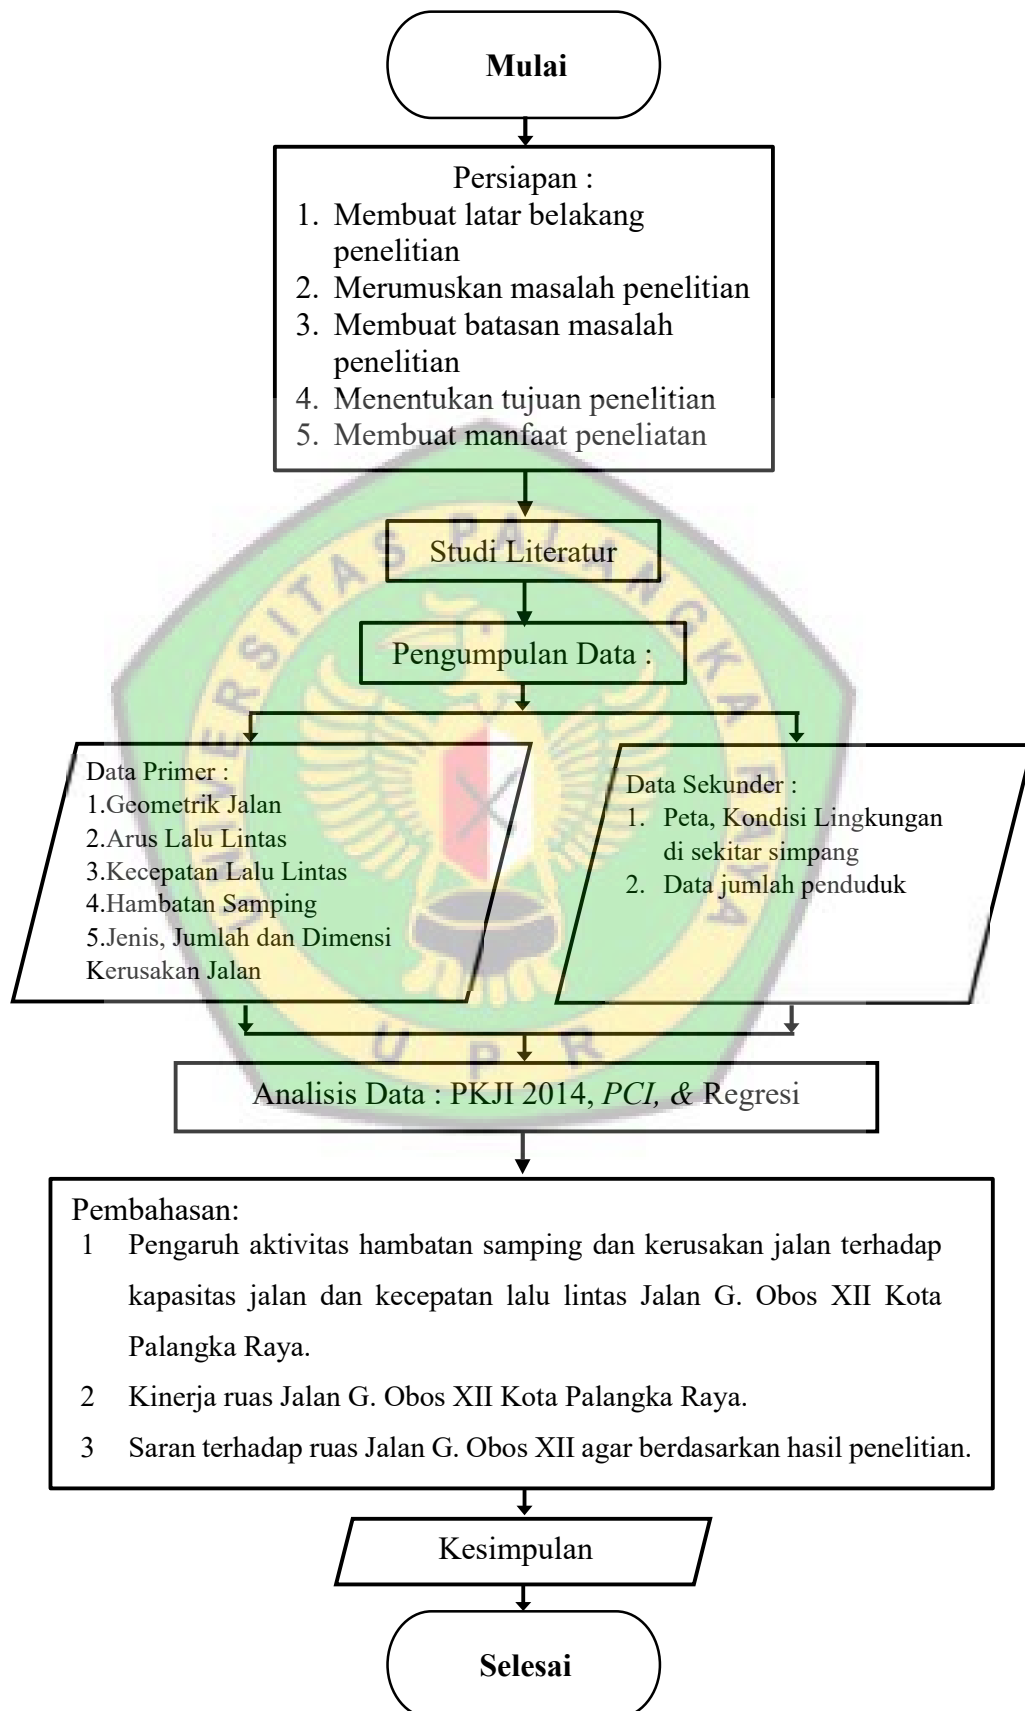 Mulai
Persiapan :
1. Membuat latar belakang
penelitian
2. Merumuskan masalah penelitian
3. Membuat batasan masalah
penelitian
4. Menentukan tujuan penelitian
5. Membuat manfaat peneliatan
Studi Literatur
Pengumpulan Data :
Data Primer :
1.Geometrik Jalan
2.Arus Lalu Lintas
3.Kecepatan Lalu Lintas
4.Hambatan Samping
5.Jenis, Jumlah dan Dimensi
Kerusakan Jalan
Data Sekunder :
1. Peta, Kondisi Lingkungan
di sekitar simpang
2. Data jumlah penduduk
Analisis Data : PKJI 2014, PCI, & Regresi
Pembahasan:
1 Pengaruh aktivitas hambatan samping dan kerusakan jalan terhadap
kapasitas jalan dan kecepatan lalu lintas Jalan G. Obos XII Kota
Palangka Raya.
2 Kinerja ruas Jalan G. Obos XII Kota Palangka Raya.
3 Saran terhadap ruas Jalan G. Obos XII agar berdasarkan hasil penelitian.
Kesimpulan
Selesai
UNIVERSITAS PALANGKA RAYA
UPR